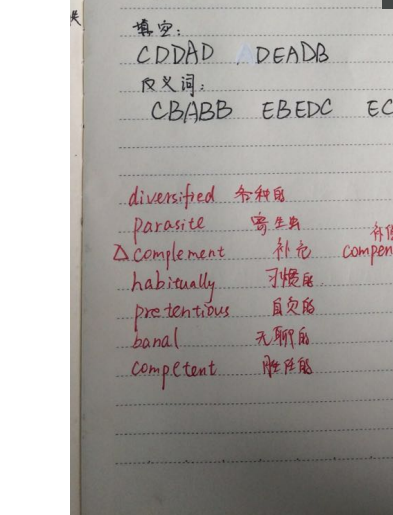 填空:
CDDAD DEADB
反义词:
CBABB EBEDC EC
diversified 各种的
parasite 寄生虫
△ complement 补充 compen
habitually 习惯的
pretentious 自负的
banal 无聊的
competent 胜任的